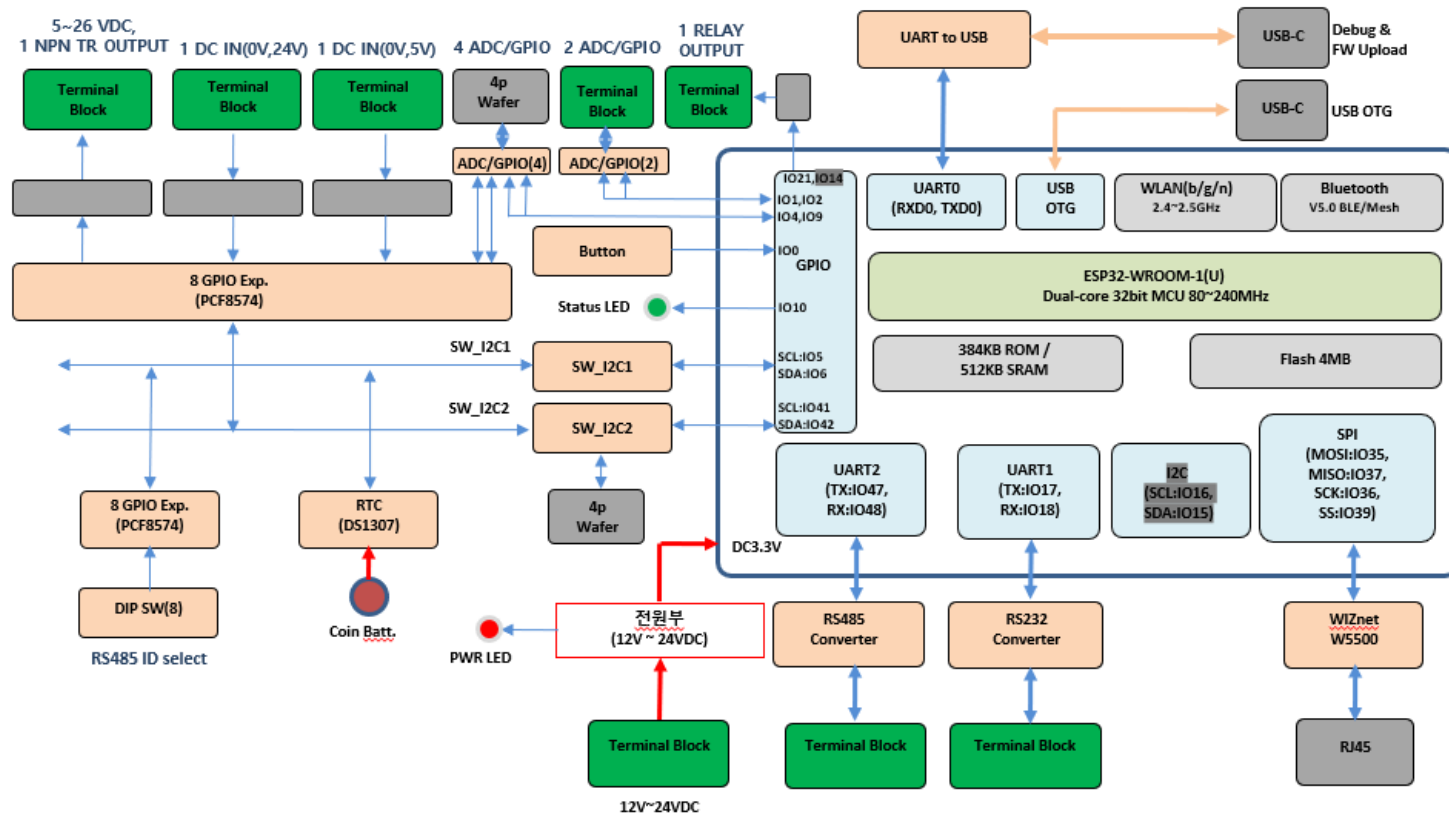 5~26 VDC,
1 NPN TR OUTPUT
1 DC IN(0V,24V)
1 DC IN(0V,5V)
4 ADC/GPIO
2 ADC/GPIO
1 RELAY
OUTPUT
Terminal
Block
Terminal
Block
Terminal
Block
4p
Wafer
Terminal
Block
Terminal
Block
UART to USB
USB-C
Debug &
FW Upload
USB-C
USB OTG
ADC/GPIO(4)
ADC/GPIO(2)
IO21,IO14
IO1,IO2
IO4,IO9
IO0
GPIO
IO10
SCL:IO5
SDA:IO6
SCL:IO41
SDA:IO42
UART0
(RXD0, TXD0)
USB
OTG
WLAN(b/g/n)
2.4~2.5GHz
Bluetooth
V5.0 BLE/Mesh
Button
8 GPIO Exp.
(PCF8574)
Status LED
ESP32-WROOM-1(U)
Dual-core 32bit MCU 80~240MHz
SW_I2C1
SW_I2C1
384KB ROM /
512KB SRAM
Flash 4MB
SW_I2C2
SW_I2C2
UART2
(TX:IO47,
RX:IO48)
UART1
(TX:IO17,
RX:IO18)
I2C
(SCL:IO16,
SDA:IO15)
SPI
(MOSI:IO35,
MISO:IO37,
SCK:IO36,
SS:IO39)
8 GPIO Exp.
(PCF8574)
RTC
(DS1307)
4p
Wafer
DC3.3V
DIP SW(8)
Coin Batt.
RS485 ID select
PWR LED
전원부
(12V ~ 24VDC)
RS485
Converter
RS232
Converter
WIZnet
W5500
Terminal Block
Terminal Block
Terminal Block
RJ45
12V~24VDC